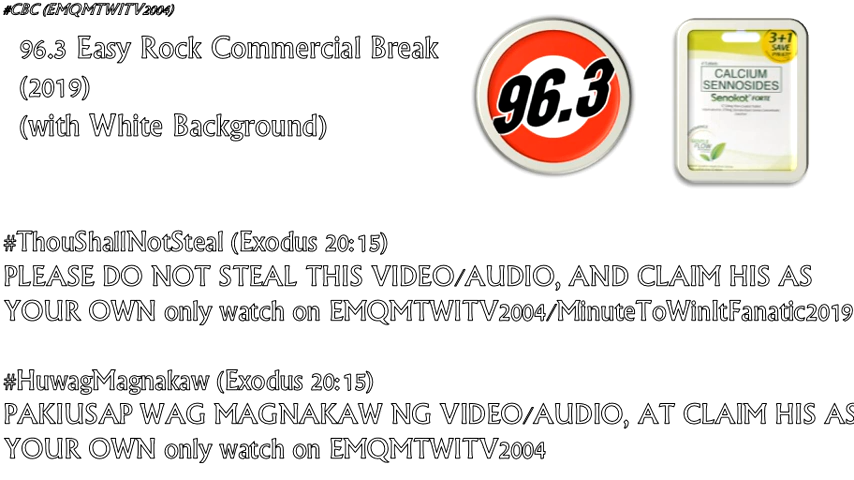 #CBC (EMQMTWITV2004)
96.3 Easy Rock Commercial Break
(2019)
(with White Background)
96.3
3+1
SAVE
CALCIUM
SENNOSIDES
Senokot FORTE
GENTLE
FLOW
#ThouShallNotSteal (Exodus 20:15)
PLEASE DO NOT STEAL THIS VIDEO/AUDIO, AND CLAIM HIS AS
YOUR OWN only watch on EMQMTWITV2004/MinuteToWinItFanatic2019
#HuwagMagnakaw (Exodus 20:15)
PAKIUSAP WAG MAGNAKAW NG VIDEO/AUDIO, AT CLAIM HIS AS
YOUR OWN only watch on EMQMTWITV2004